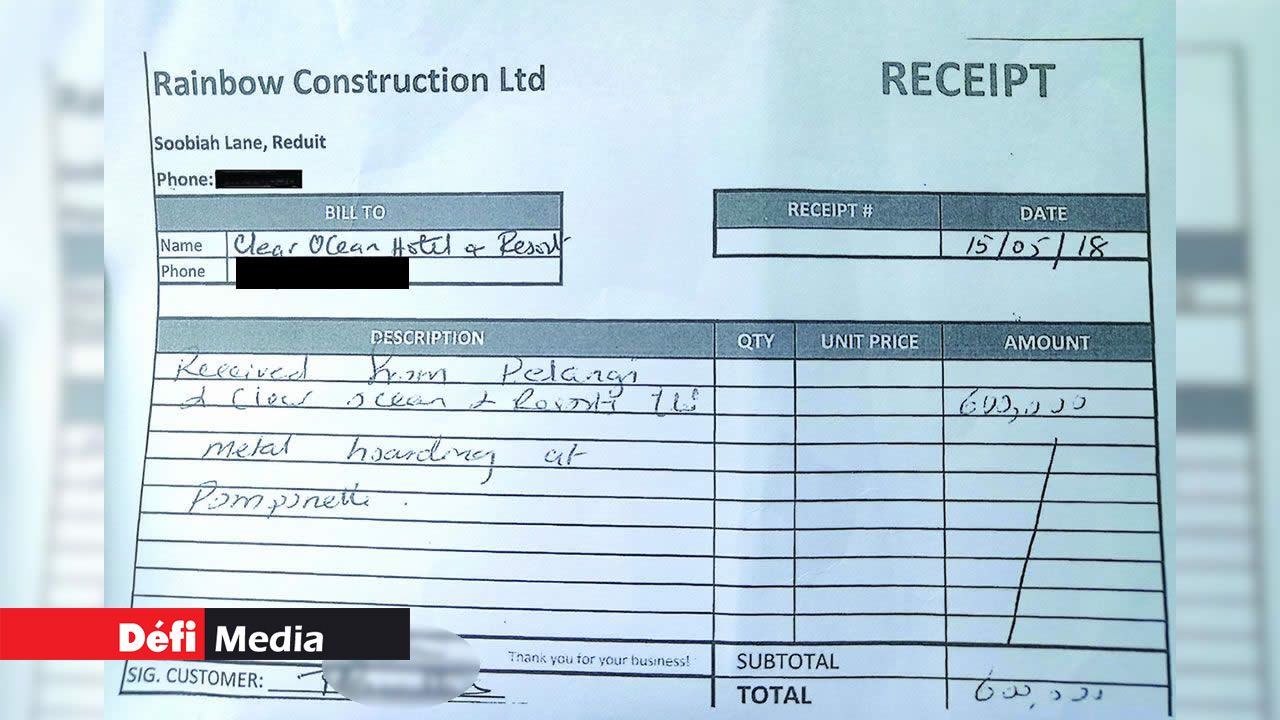 Rainbow Construction Ltd
RECEIPT
Soobiah Lane, Reduit
Phone:
BILL TO
RECEIPT #
DATE
Name
Clear Ocean Hotel & Resort
15/05/18
Phone
DESCRIPTION
QTY
UNIT PRICE
AMOUNT
Received from Pelangi
& Clear ocean & Resorts
600,000
metal hoarding at
Pomponette.
Thank you for your business!
SUBTOTAL
SIG. CUSTOMER:
TOTAL
600,000
Défi Media